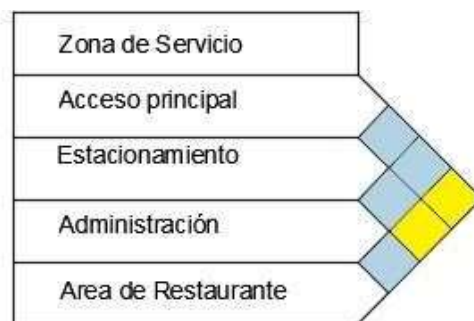 Zona de Servicio
Acceso principal
Estacionamiento
Administración
Area de Restaurante